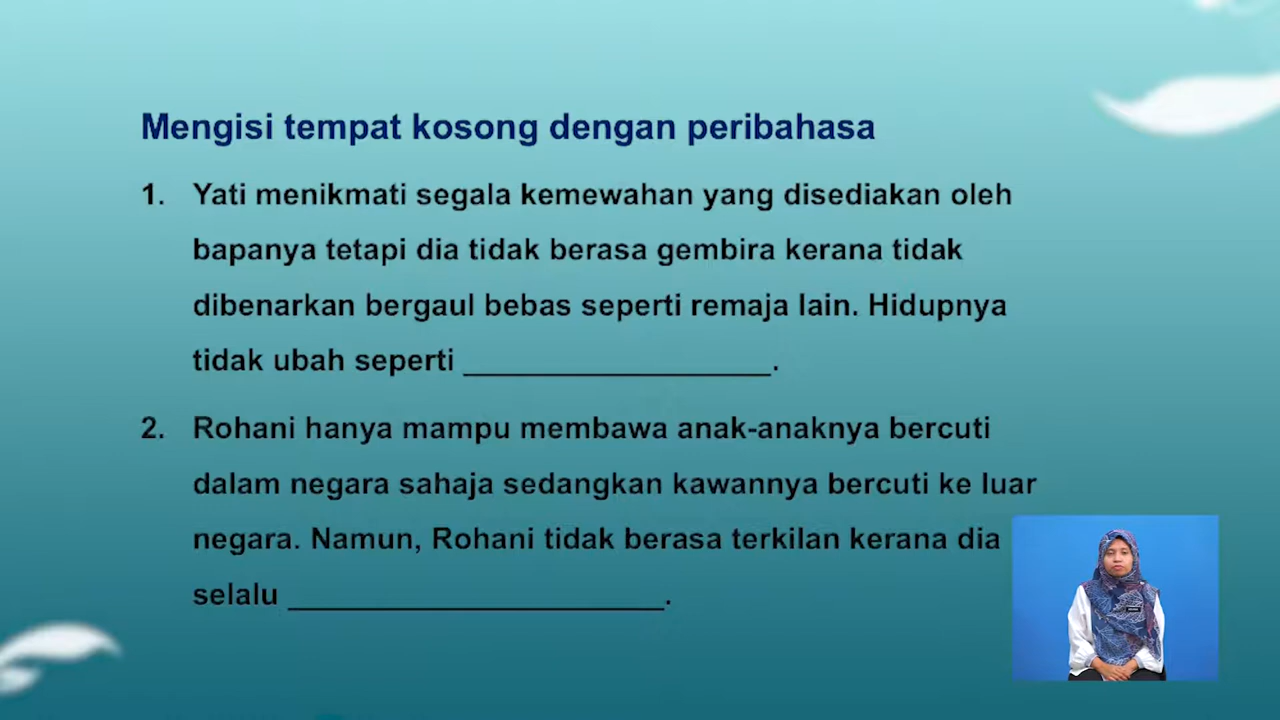 Mengisi tempat kosong dengan peribahasa
1. Yati menikmati segala kemewahan yang disediakan oleh
bapanya tetapi dia tidak berasa gembira kerana tidak
dibenarkan bergaul bebas seperti remaja lain. Hidupnya
tidak ubah seperti ___________________.
2. Rohani hanya mampu membawa anak-anaknya bercuti
dalam negara sahaja sedangkan kawannya bercuti ke luar
negara. Namun, Rohani tidak berasa terkilan kerana dia
selalu _______________________.